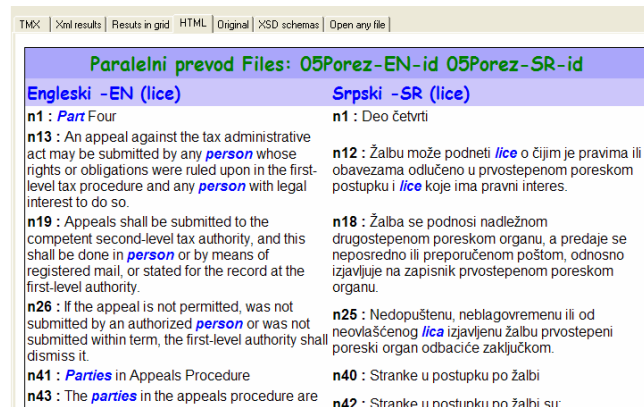 TMX Xml results Resuts in grid HTML Original XSD schemas Open any file
Paralelni prevod Files: 05Porez-EN-id 05Porez-SR-id
Engleski -EN (lice)
Srpski -SR (lice)
n1 : Part Four
n1 : Deo četvrti
n13 : An appeal against the tax administrative
act may be submitted by any person whose
rights or obligations were ruled upon in the first-
level tax procedure and any person with legal
interest to do so.
n12 : Žalbu može podneti lice o čijim je pravima ili
obavezama odlučeno u prvostepenom poreskom
postupku i lice koje ima pravni interes.
n19 : Appeals shall be submitted to the
competent second-level tax authority, and this
shall be done in person or by means of
registered mail, or stated for the record at the
first-level authority.
n18 : Žalba se podnosi nadležnom
drugostepenom poreskom organu, a predaje se
neposredno ili preporučenom poštom, odnosno
izjavljuje na zapisnik prvostepenom poreskom
organu.
n26 : If the appeal is not permitted, was not
submitted by an authorized person or was not
submitted within term, the first-level authority shall
dismiss it.
n25 : Nedopuštenu, neblagovremenu ili od
neovlašćenog lica izjavljenu žalbu prvostepeni
poreski organ odbaciće zaključkom.
n41 : Parties in Appeals Procedure
n40 : Stranke u postupku po žalbi
n43 : The parties in the appeals procedure are
n42 : Stranke u postupku po žalbi su: